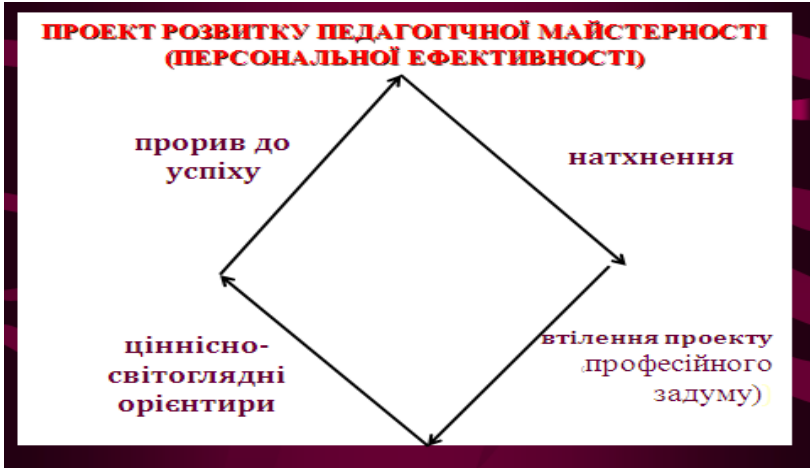 ПРОЕКТ РОЗВИТКУ ПЕДАГОГІЧНОЇ МАЙСТЕРНОСТІ
(ПЕРСОНАЛЬНОЇ ЕФЕКТИВНОСТІ)
прорив до
успіху
натхнення
ціннісно-
світоглядні
орієнтири
втілення проекту
(професійного
задуму)